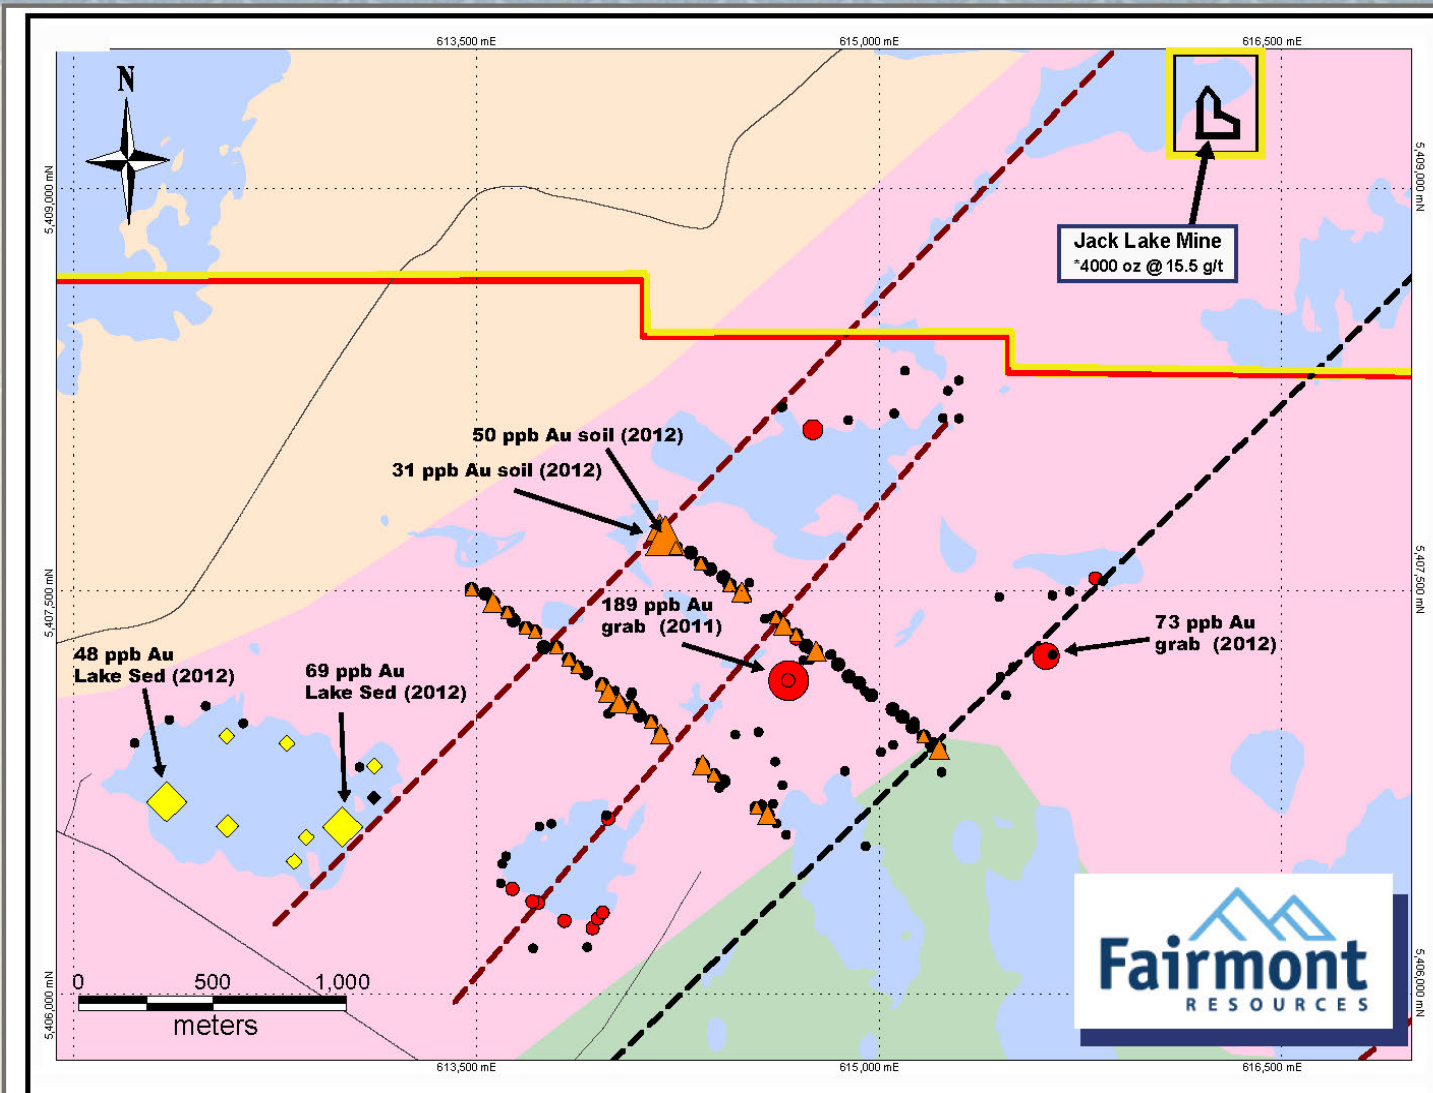 613,500 mE
615,000 mE
616,500 mE
N
5,409,000 mN
5,409,000 mN
Jack Lake Mine
*4000 oz @ 15.5 g/t
50 ppb Au soil (2012)
31 ppb Au soil (2012)
5,407,500 mN
5,407,500 mN
189 ppb Au
grab (2011)
73 ppb Au
grab (2012)
48 ppb Au
Lake Sed (2012)
69 ppb Au
Lake Sed (2012)
0 500 1,000
meters
5,406,000 mN
5,406,000 mN
Fairmont
RESOURCES
613,500 mE
615,000 mE
616,500 mE